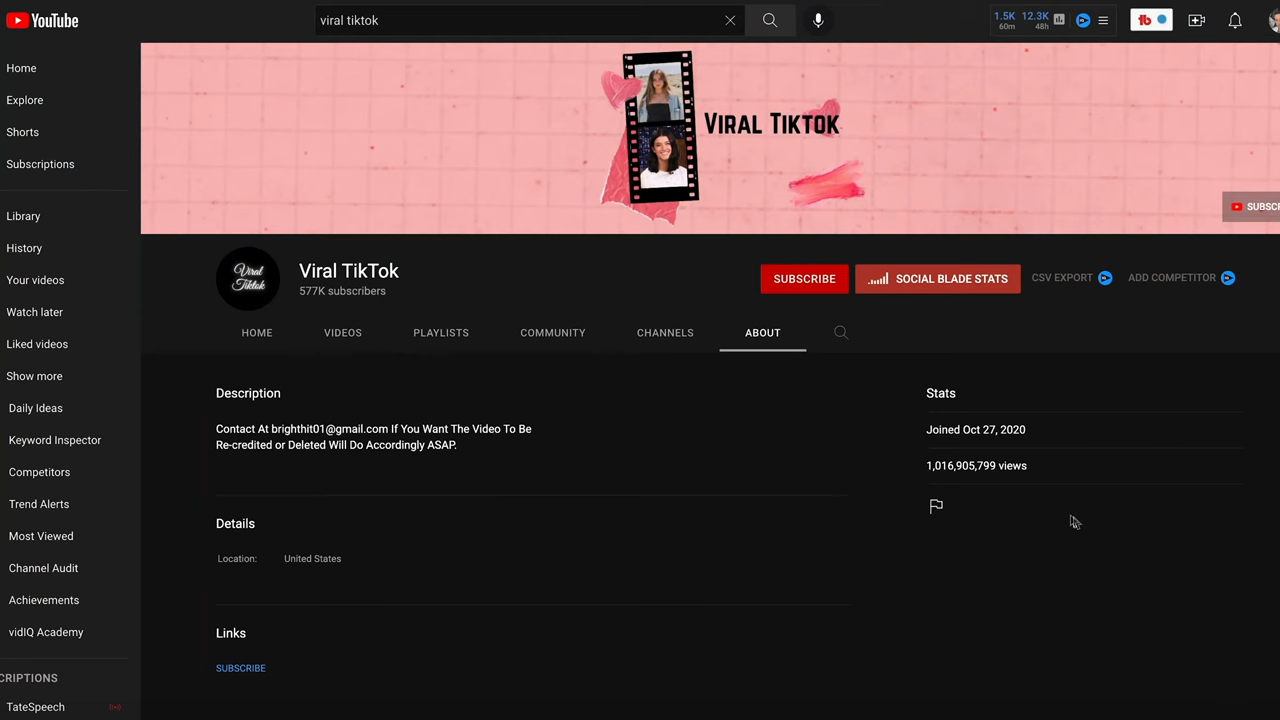 YouTube
viral tiktok
1.5K 12.3K
60m 48h
tb
Home
Explore
Shorts
Subscriptions
Library
History
Your videos
Watch later
Liked videos
Show more
Daily Ideas
Keyword Inspector
Competitors
Trend Alerts
Most Viewed
Channel Audit
Achievements
vidIQ Academy
CRIPTIONS
TateSpeech
VIRAL TIKTOK
SUBSCR
Viral
Tiktok
Viral TikTok
577K subscribers
SUBSCRIBE
SOCIAL BLADE STATS
CSV EXPORT
ADD COMPETITOR
HOME VIDEOS PLAYLISTS COMMUNITY CHANNELS ABOUT
Description
Contact At brighthit01@gmail.com If You Want The Video To Be
Re-credited or Deleted Will Do Accordingly ASAP.
Details
Location: United States
Links
SUBSCRIBE
Stats
Joined Oct 27, 2020
1,016,905,799 views